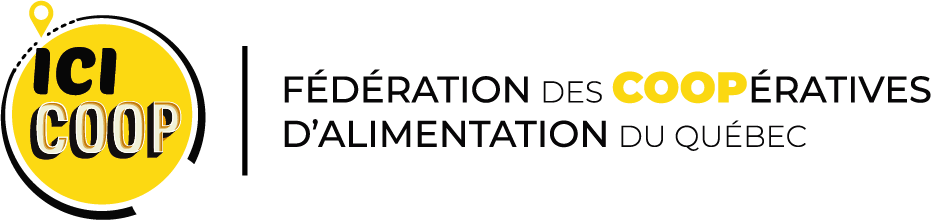 ICI
COOP
FÉDÉRATION DES COOPÉRATIVES
D'ALIMENTATION DU QUÉBEC